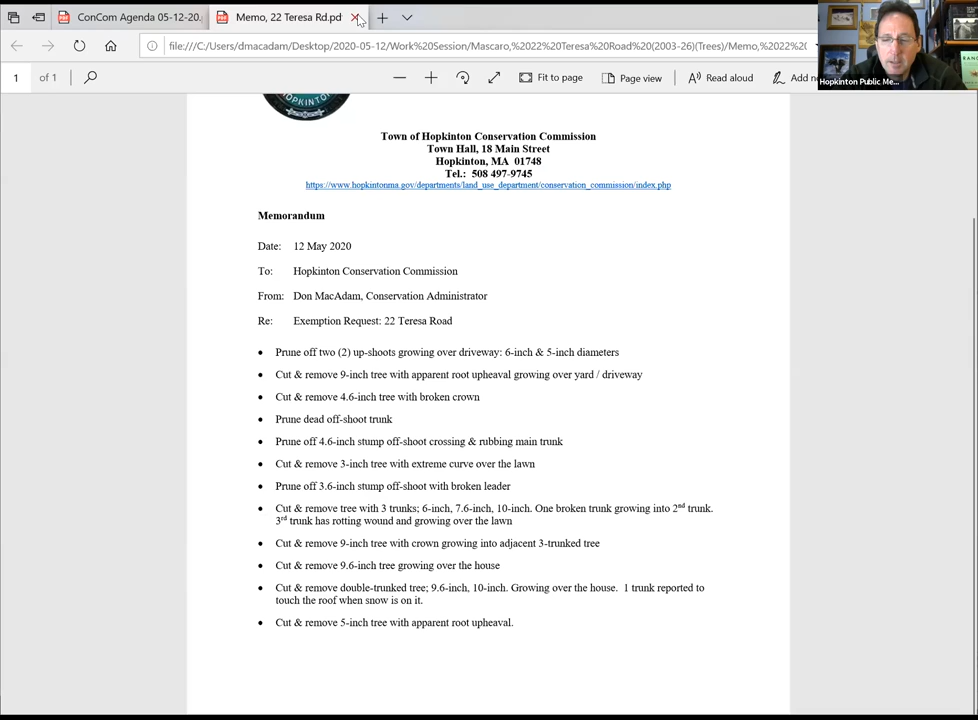 ConCom Agenda 05-12-20.
Memo, 22 Teresa Rd.pd
file:///C:/Users/dmacadam/Desktop/2020-05-12/Work%20Session/Mascaro,%2022%20Teresa%20Road%20(2003-26)(Trees)/Memo,%2022%2
1 of 1
Fit to page
Page view
Read aloud
Add
Hopkinton Public Me...
HOPKINTON
Town of Hopkinton Conservation Commission
Town Hall, 18 Main Street
Hopkinton, MA 01748
Tel.: 508 497-9745
https://www.hopkintonma.gov/departments/land_use_department/conservation_commission/index.php
Memorandum
Date: 12 May 2020
To: Hopkinton Conservation Commission
From: Don MacAdam, Conservation Administrator
Re: Exemption Request: 22 Teresa Road
• Prune off two (2) up-shoots growing over driveway: 6-inch & 5-inch diameters
• Cut & remove 9-inch tree with apparent root upheaval growing over yard / driveway
• Cut & remove 4.6-inch tree with broken crown
• Prune dead off-shoot trunk
• Prune off 4.6-inch stump off-shoot crossing & rubbing main trunk
• Cut & remove 3-inch tree with extreme curve over the lawn
• Prune off 3.6-inch stump off-shoot with broken leader
• Cut & remove tree with 3 trunks; 6-inch, 7.6-inch, 10-inch. One broken trunk growing into 2nd trunk.
3rd trunk has rotting wound and growing over the lawn
• Cut & remove 9-inch tree with crown growing into adjacent 3-trunked tree
• Cut & remove 9.6-inch tree growing over the house
• Cut & remove double-trunked tree; 9.6-inch, 10-inch. Growing over the house. 1 trunk reported to
touch the roof when snow is on it.
• Cut & remove 5-inch tree with apparent root upheaval.